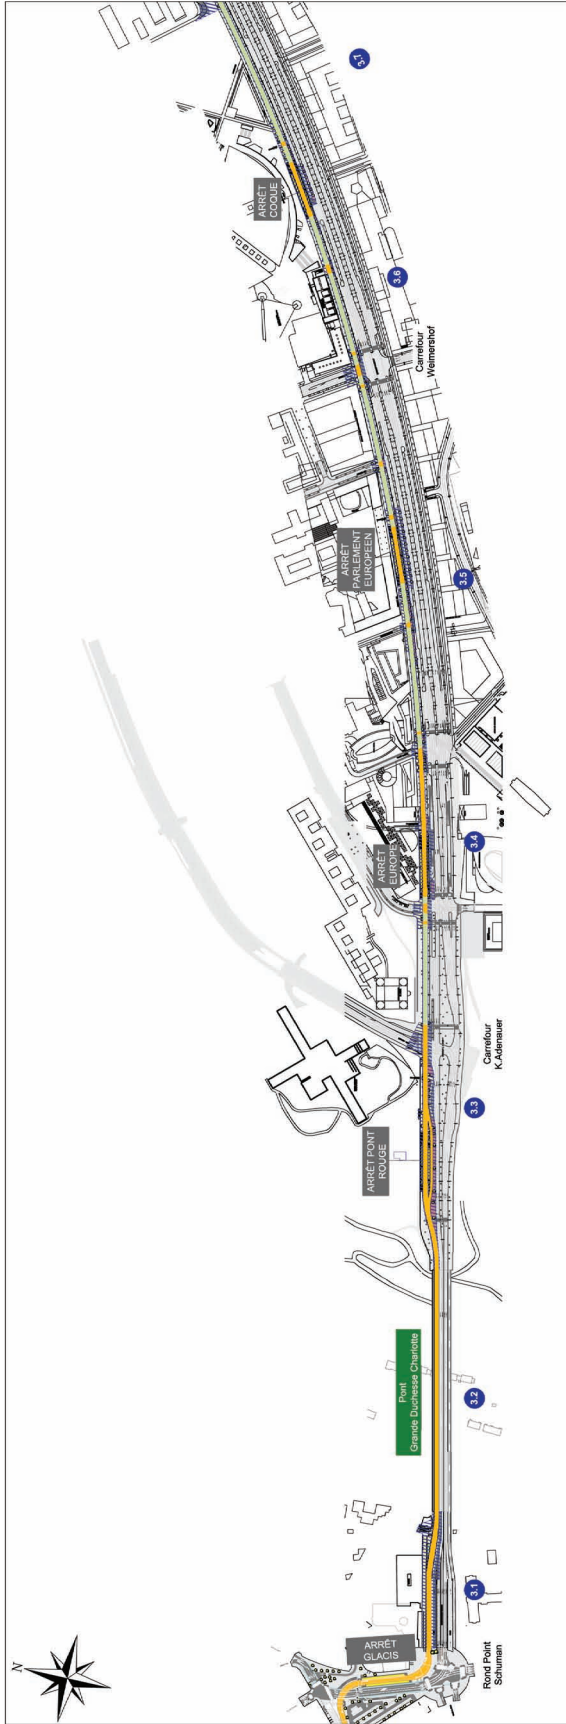 3.7
ARRÊT
COQUE
3.6
Carrefour
Weimershof
ARRÊT
PARLEMENT
EUROPEEN
3.5
ARRÊT
EUROPE
3.4
Carrefour
K.Adenauer
3.3
ARRÊT PONT
ROUGE
Pont
Grande Duchesse Charlotte
3.2
3.1
ARRÊT
GLACIS
Rond Point
Schuman
N